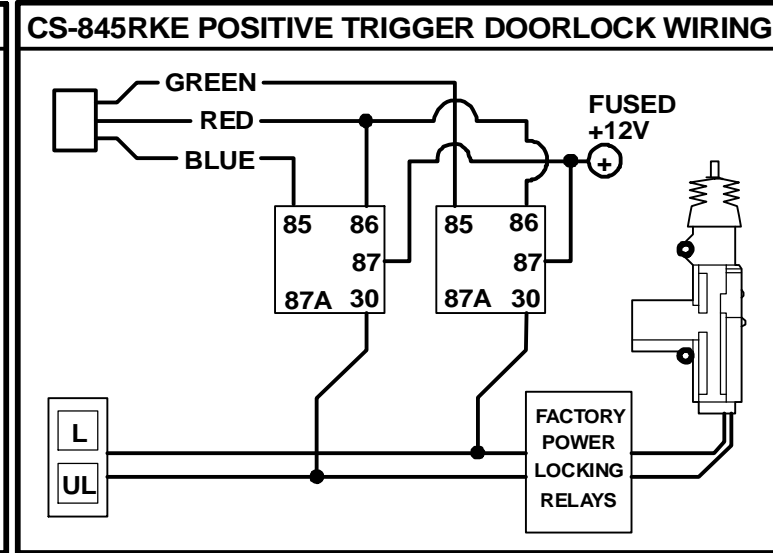 CS-845RKE POSITIVE TRIGGER DOORLOCK WIRING
GREEN
RED
BLUE
FUSED
+12V
+
85 86
87
87A 30
85 86
87
87A 30
L
UL
FACTORY
POWER
LOCKING
RELAYS